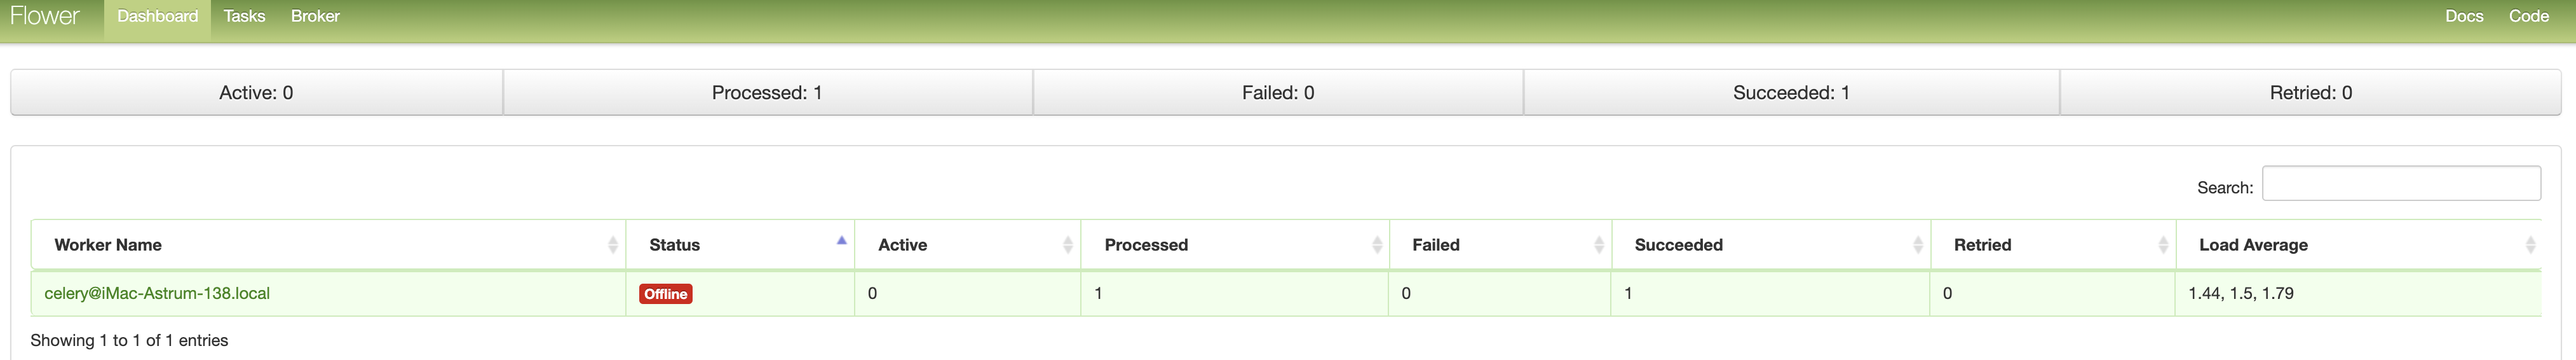 Flower Dashboard Tasks Broker Docs Code
Active: 0 Processed: 1 Failed: 0 Succeeded: 1 Retried: 0
Search:
Worker Name Status Active Processed Failed Succeeded Retried Load Average
celery@iMac-Astrum-138.local Offline 0 1 0 1 0 1.44, 1.5, 1.79
Showing 1 to 1 of 1 entries